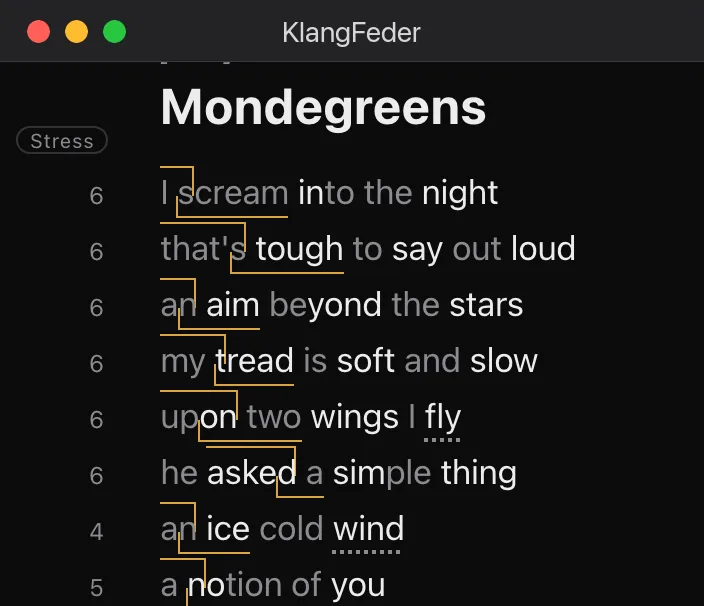 KlangFeder
Mondegreens
Stress
6 I scream into the night
6 that's tough to say out loud
6 an aim beyond the stars
6 my tread is soft and slow
6 upon two wings I fly
6 he asked a simple thing
4 an ice cold wind
5 a notion of you